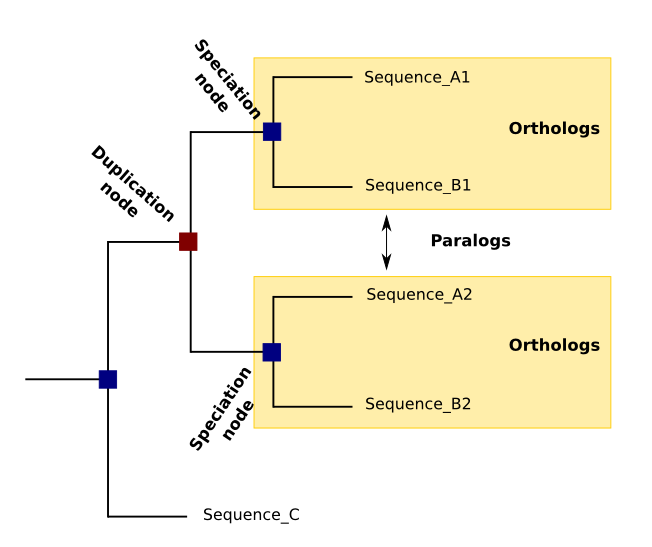 Speciation
node
Sequence_A1
Orthologs
Sequence_B1
Duplication
node
Paralogs
Sequence_A2
Orthologs
Sequence_B2
Speciation
node
Sequence_C